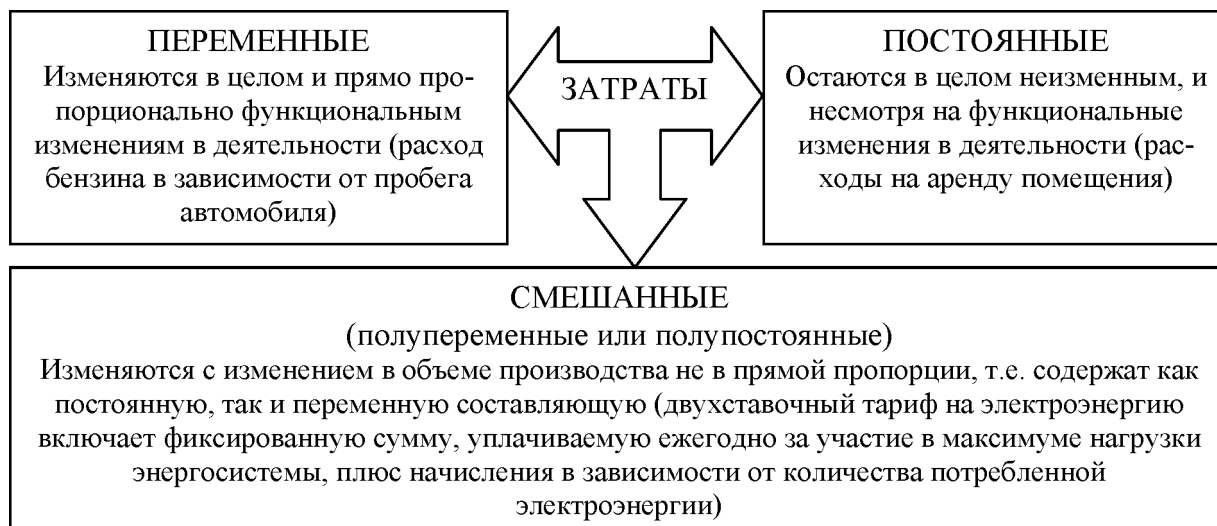 ПЕРЕМЕННЫЕ
Изменяются в целом и прямо про-
порционально функциональным
изменениям в деятельности (расход
бензина в зависимости от пробега
автомобиля)
ЗАТРАТЫ
ПОСТОЯННЫЕ
Остаются в целом неизменным, и
несмотря на функциональные
изменения в деятельности (рас-
ходы на аренду помещения)
СМЕШАННЫЕ
(полупеременные или полупостоянные)
Изменяются с изменением в объеме производства не в прямой пропорции, т.е. содержат как
постоянную, так и переменную составляющую (двухставочный тариф на электроэнергию
включает фиксированную сумму, уплачиваемую ежегодно за участие в максимуме нагрузки
энергосистемы, плюс начисления в зависимости от количества потребленной
электроэнергии)